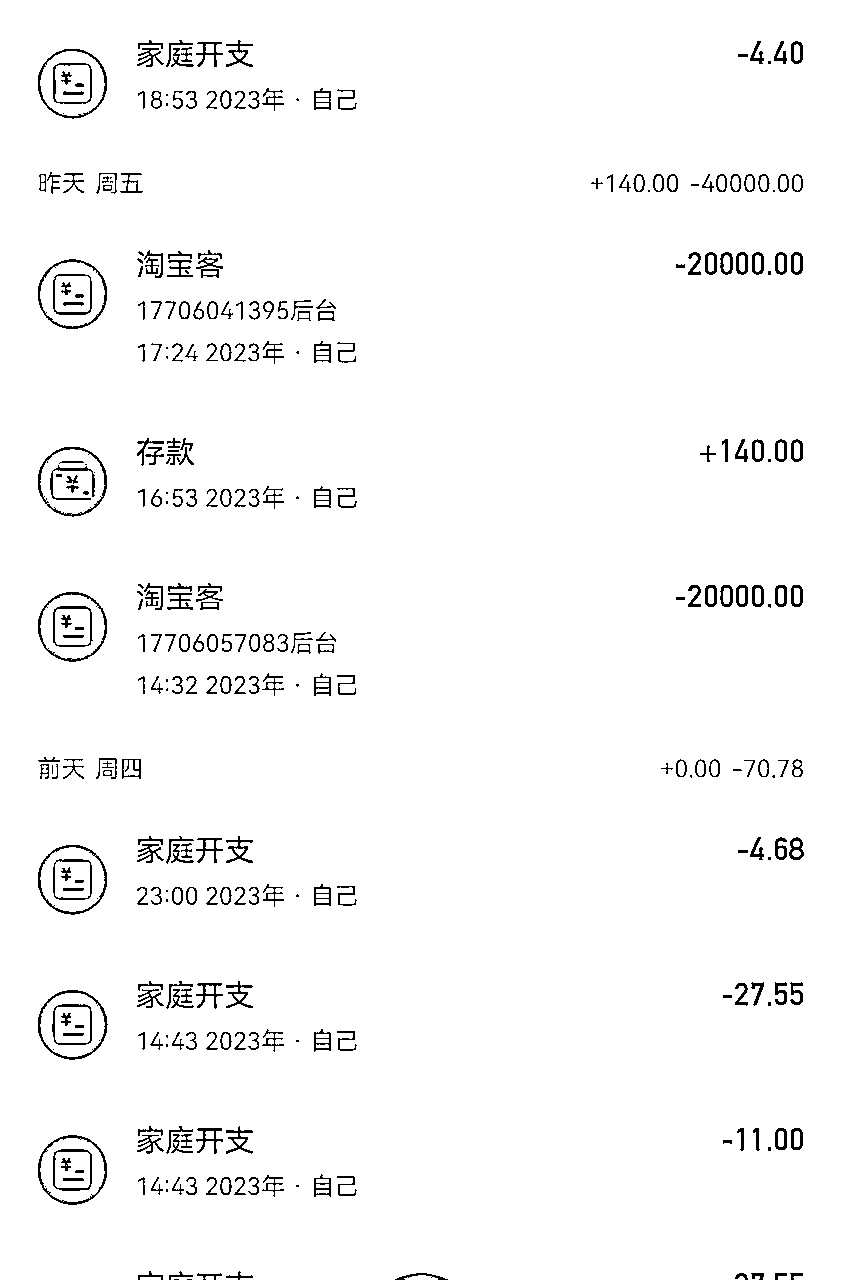 家庭开支
-4.40
18:53 2023年 · 自己
昨天 周五
+140.00 -40000.00
淘宝客
-20000.00
17706041395后台
17:24 2023年 · 自己
存款
+140.00
16:53 2023年 · 自己
淘宝客
-20000.00
17706057083后台
14:32 2023年 · 自己
前天 周四
+0.00 -70.78
家庭开支
-4.68
23:00 2023年 · 自己
家庭开支
-27.55
14:43 2023年 · 自己
家庭开支
-11.00
14:43 2023年 · 自己